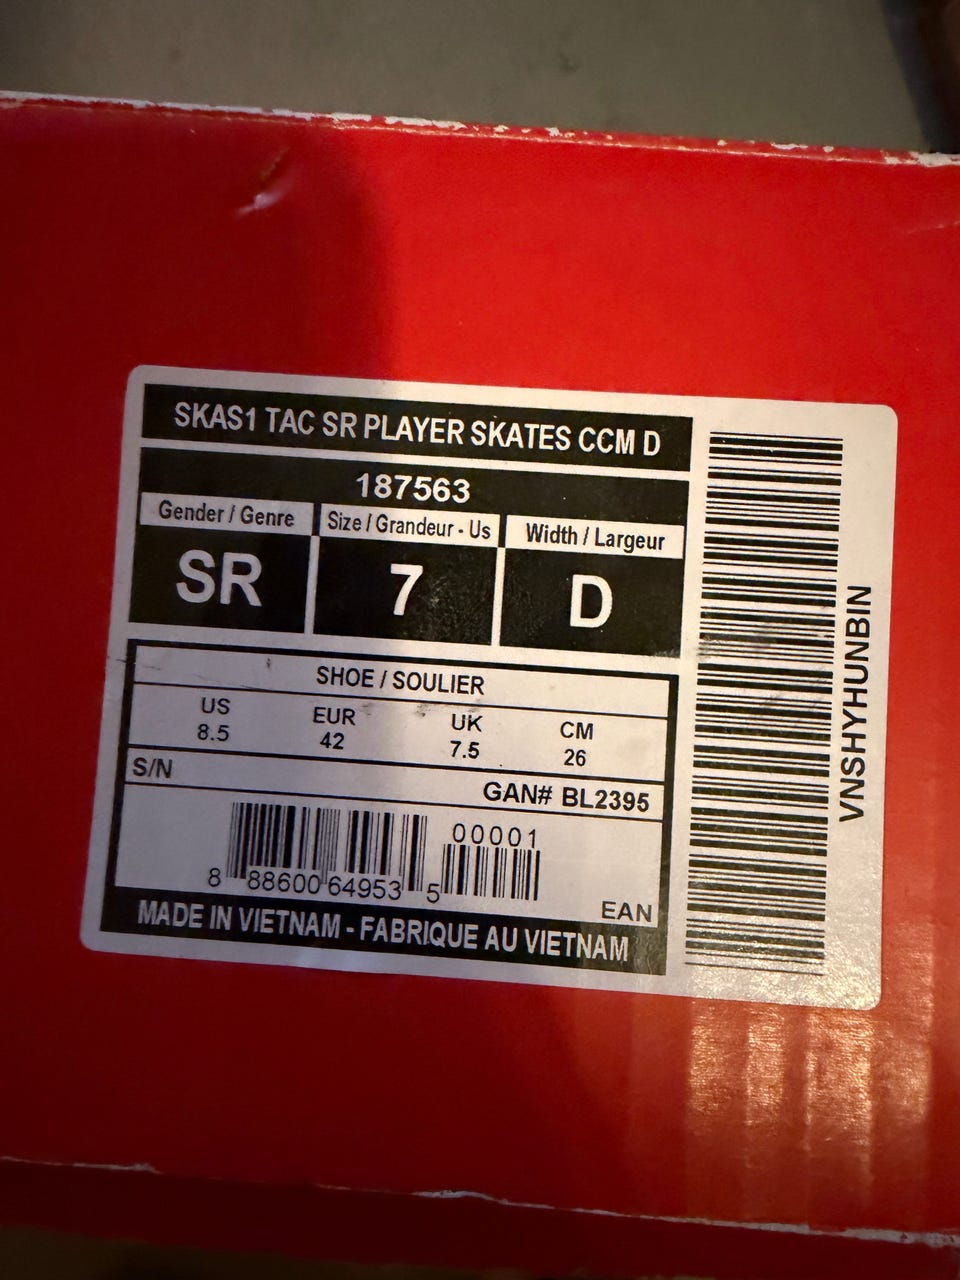 SKAS1 TAC SR PLAYER SKATES CCM D
187563
Gender / Genre Size / Grandeur - Us Width / Largeur
SR 7 D
SHOE / SOULIER
US EUR UK CM
8.5 42 7.5 26
S/N
GAN# BL2395
00001
8 88600 64953 5
EAN
MADE IN VIETNAM - FABRIQUE AU VIETNAM
VNSHYHUNBIN